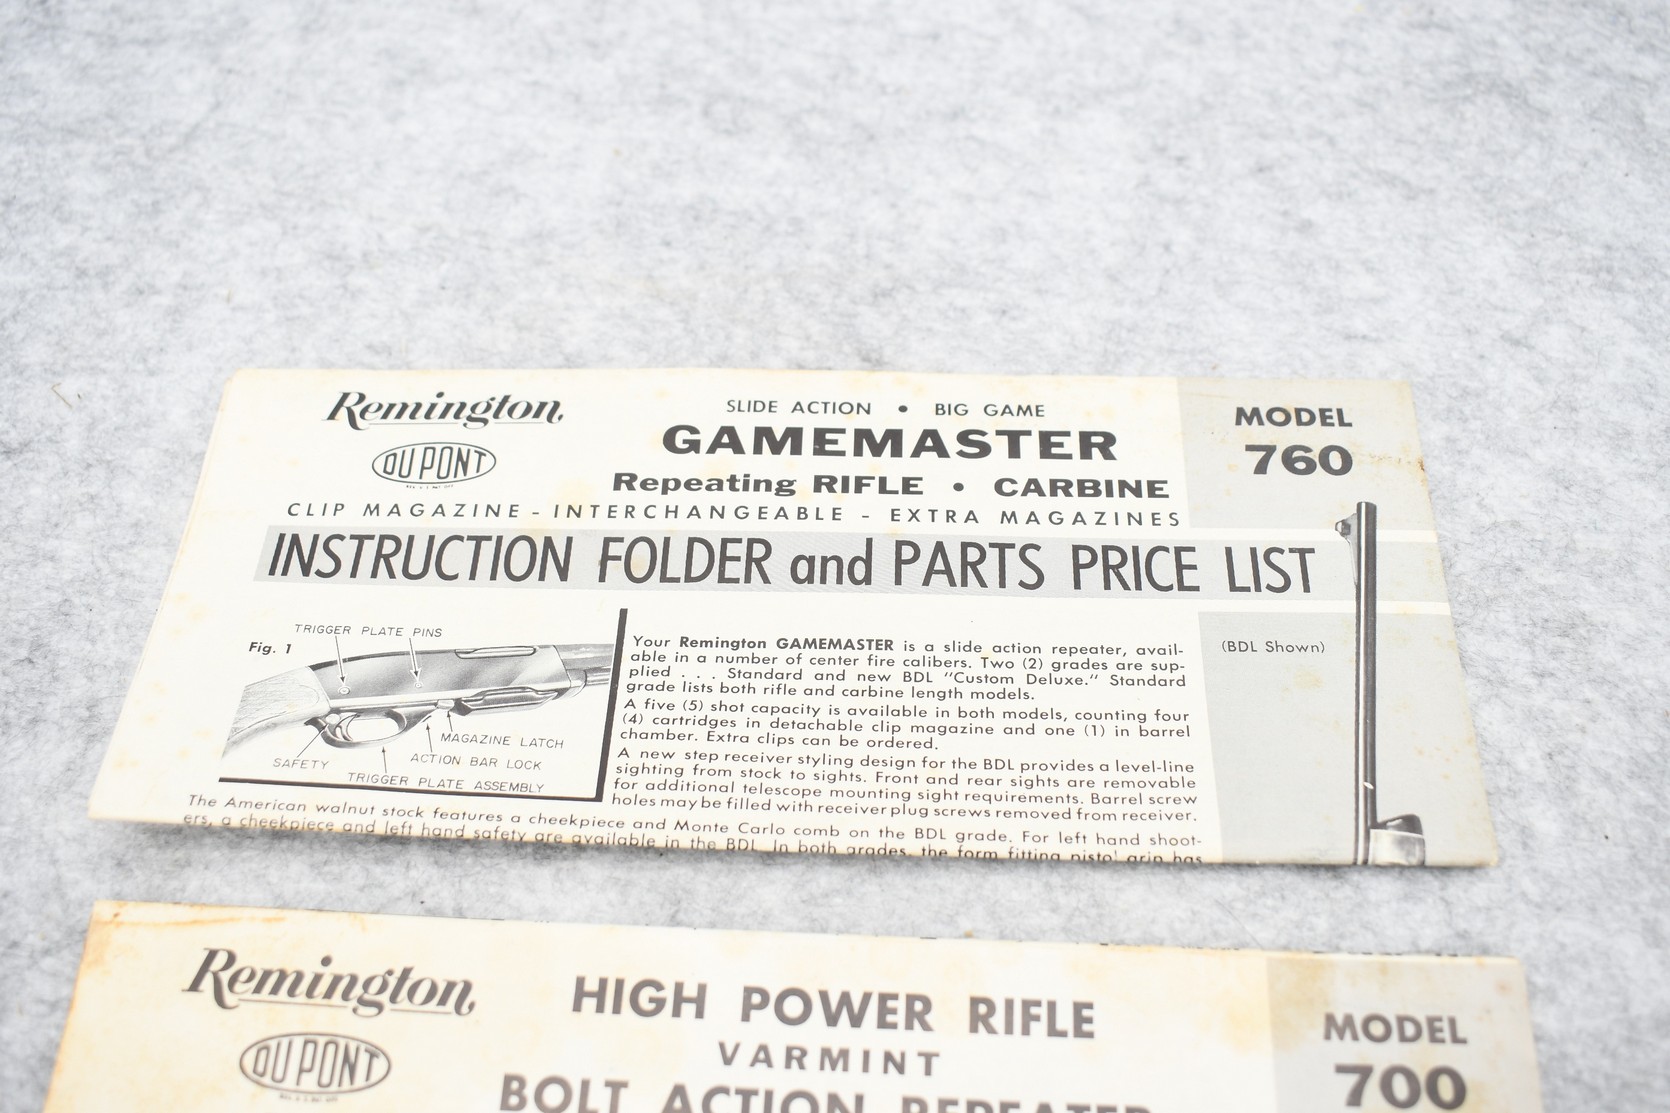 Remington
DU PONT
SLIDE ACTION • BIG GAME
GAMEMASTER
Repeating RIFLE • CARBINE
CLIP MAGAZINE - INTERCHANGEABLE - EXTRA MAGAZINES
MODEL
760
INSTRUCTION FOLDER and PARTS PRICE LIST
Fig. 1
TRIGGER PLATE PINS
MAGAZINE LATCH
ACTION BAR LOCK
SAFETY
TRIGGER PLATE ASSEMBLY
Your Remington GAMEMASTER is a slide action repeater, avail-
able in a number of center fire calibers. Two (2) grades are sup-
plied . . . Standard and new BDL "Custom Deluxe." Standard
grade lists both rifle and carbine length models.
A five (5) shot capacity is available in both models, counting four
(4) cartridges in detachable clip magazine and one (1) in barrel
chamber. Extra clips can be ordered.
A new step receiver styling design for the BDL provides a level-line
sighting from stock to sights. Front and rear sights are removable
for additional telescope mounting sight requirements. Barrel screw
holes may be filled with receiver plug screws removed from receiver.
(BDL Shown)
The American walnut stock features a cheekpiece and Monte Carlo comb on the BDL grade. For left hand shoot-
ers, a cheekpiece and left hand safety are available in the BDL. In both grades, the form fitting pistol grip has
Remington
DU PONT
HIGH POWER RIFLE
VARMINT
BOLT ACTION REPEATER
MODEL
700